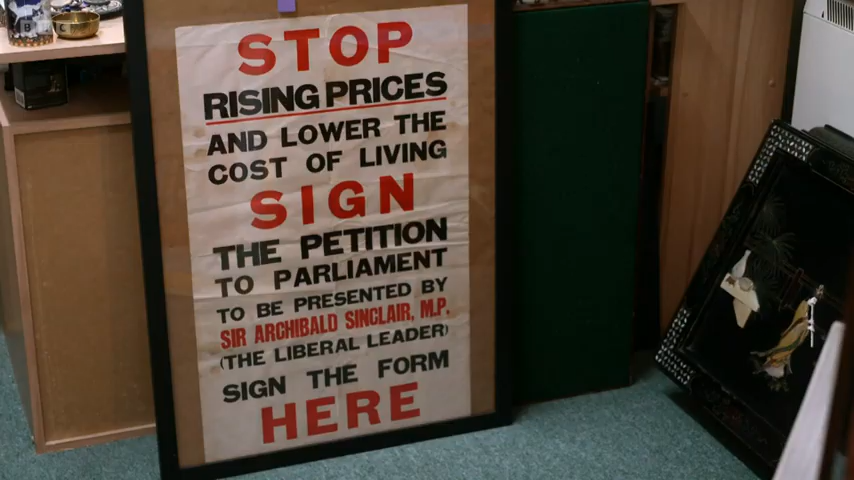 BBC
STOP
RISING PRICES
AND LOWER THE
COST OF LIVING
SIGN
THE PETITION
TO PARLIAMENT
TO BE PRESENTED BY
SIR ARCHIBALD SINCLAIR, M.P.
(THE LIBERAL LEADER)
SIGN THE FORM
HERE